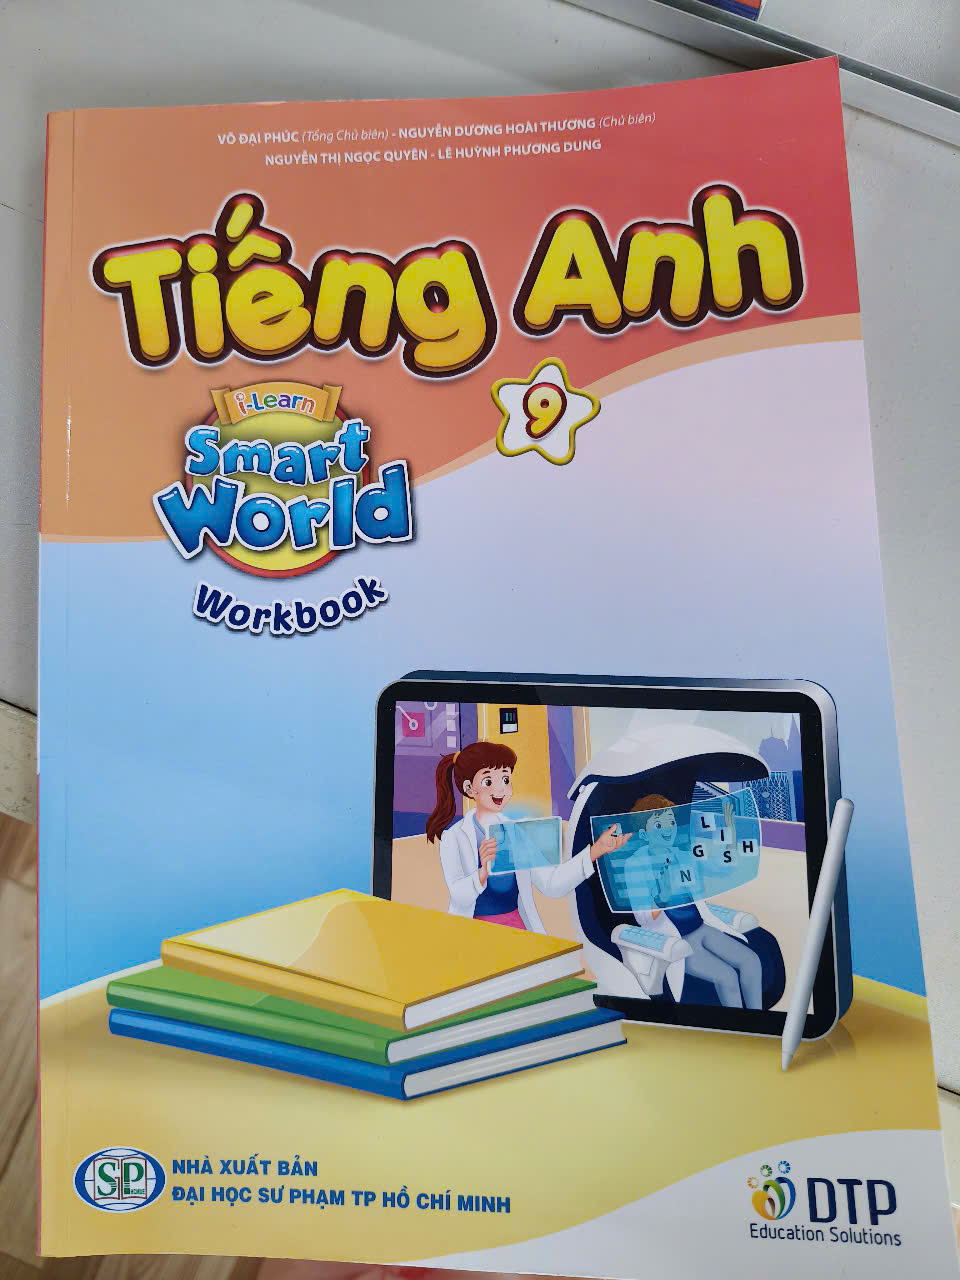 VÕ ĐẠI PHÚC (Tổng Chủ biên) - NGUYỄN DƯƠNG HOÀI THƯƠNG (Chủ biên)
NGUYỄN THỊ NGỌC QUYÊN - LÊ HUỲNH PHƯƠNG DUNG
Tiếng Anh
9
i-Learn
Smart
World
Workbook
L I
N G S H
SP
HCMUE
NHÀ XUẤT BẢN
ĐẠI HỌC SƯ PHẠM TP HỒ CHÍ MINH
DTP
Education Solutions